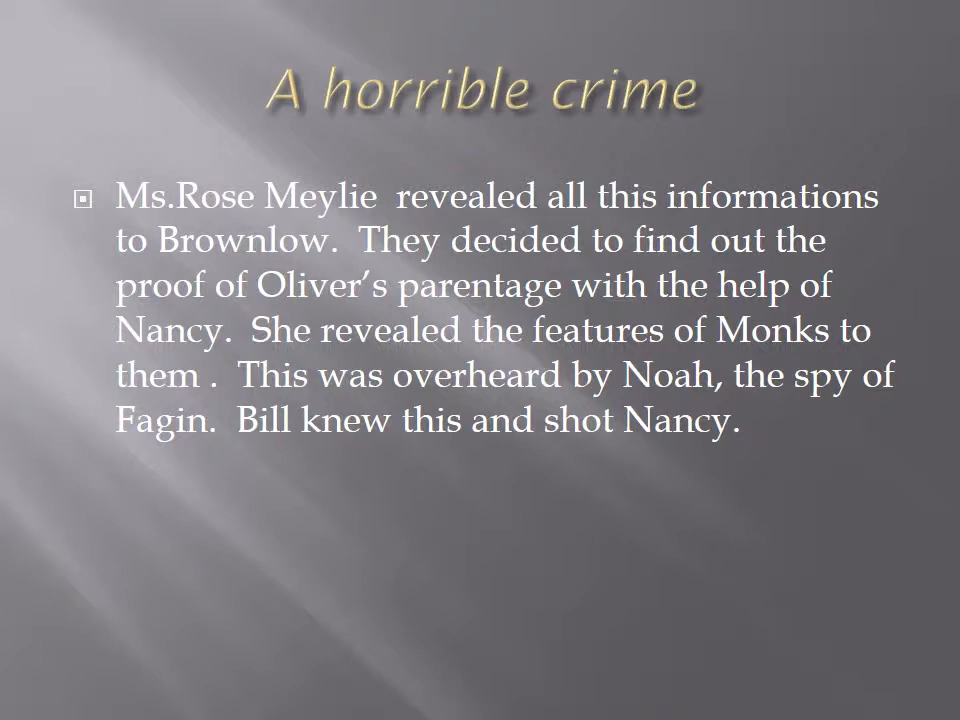 A horrible crime
Ms.Rose Meylie  revealed all this informations
to Brownlow.  They decided to find out the
proof of Oliver’s parentage with the help of
Nancy.  She revealed the features of Monks to
them .  This was overheard by Noah, the spy of
Fagin.  Bill knew this and shot Nancy.